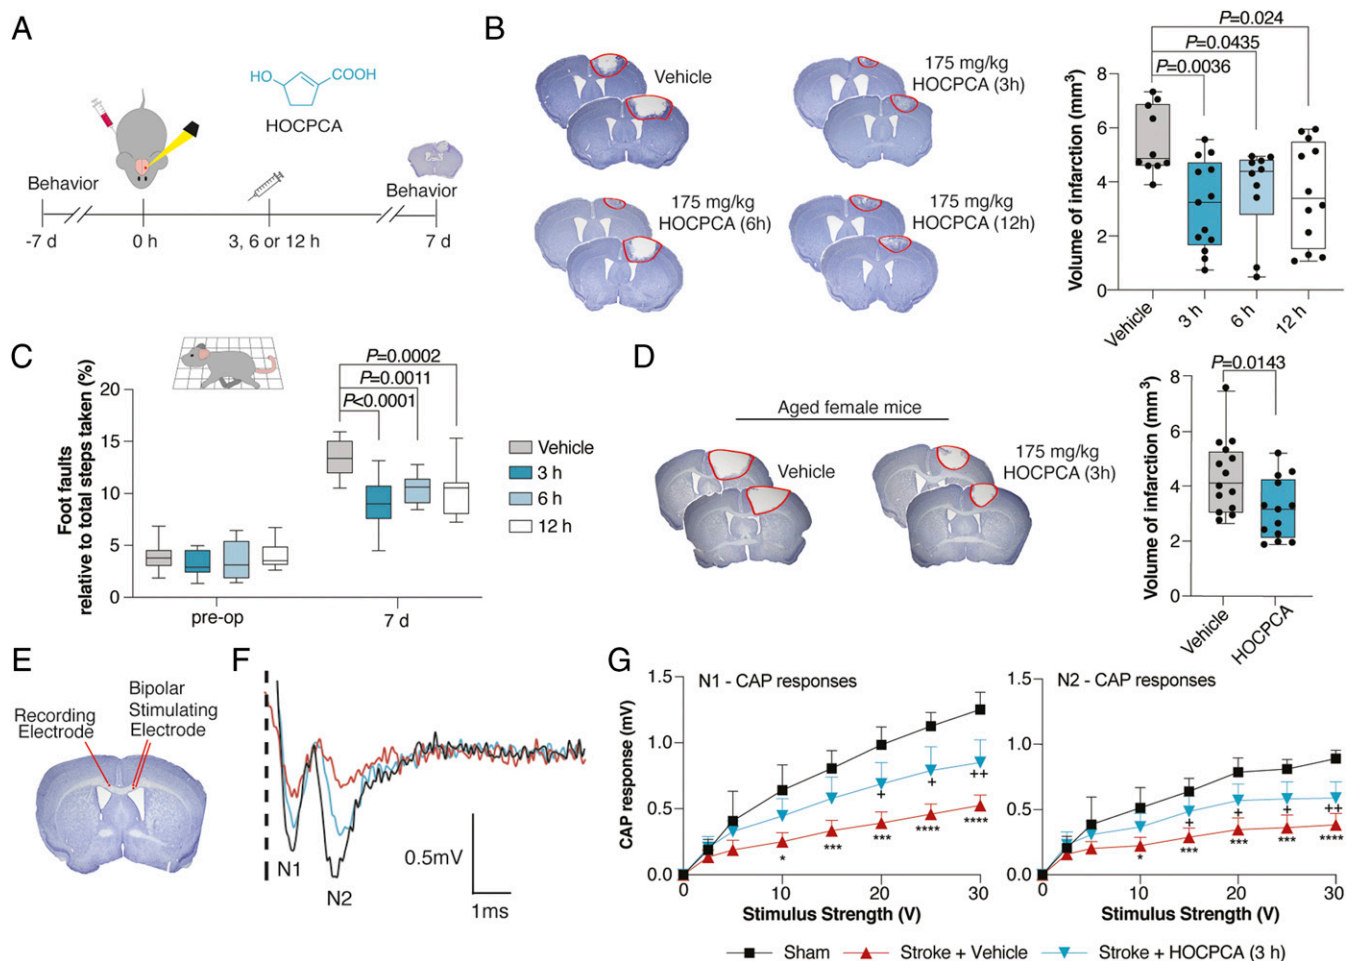 A
HO
COOH
HOCPCA
Behavior
Behavior
-7 d
0 h
3, 6 or 12 h
7 d
B
Vehicle
175 mg/kg
HOCPCA (3h)
175 mg/kg
HOCPCA (6h)
175 mg/kg
HOCPCA (12h)
P=0.024
P=0.0435
P=0.0036
Volume of infarction (mm³)
8
6
4
2
0
Vehicle
3 h
6 h
12 h
C
Foot faults
relative to total steps taken (%)
20
15
10
5
0
P=0.0002
P=0.0011
P<0.0001
pre-op
7 d
Vehicle
3 h
6 h
12 h
D
Aged female mice
Vehicle
175 mg/kg
HOCPCA (3h)
P=0.0143
Volume of infarction (mm³)
8
6
4
2
0
Vehicle
HOCPCA
E
Recording
Electrode
Bipolar
Stimulating
Electrode
F
N1
N2
0.5mV
1ms
G
N1 - CAP responses
CAP response (mV)
1.5
1.0
0.5
0.0
+
+
++
*
***
***
****
****
0
10
20
30
Stimulus Strength (V)
N2 - CAP responses
1.5
1.0
0.5
0.0
+
+
+
++
*
***
***
***
****
0
10
20
30
Stimulus Strength (V)
Sham
Stroke + Vehicle
Stroke + HOCPCA (3 h)